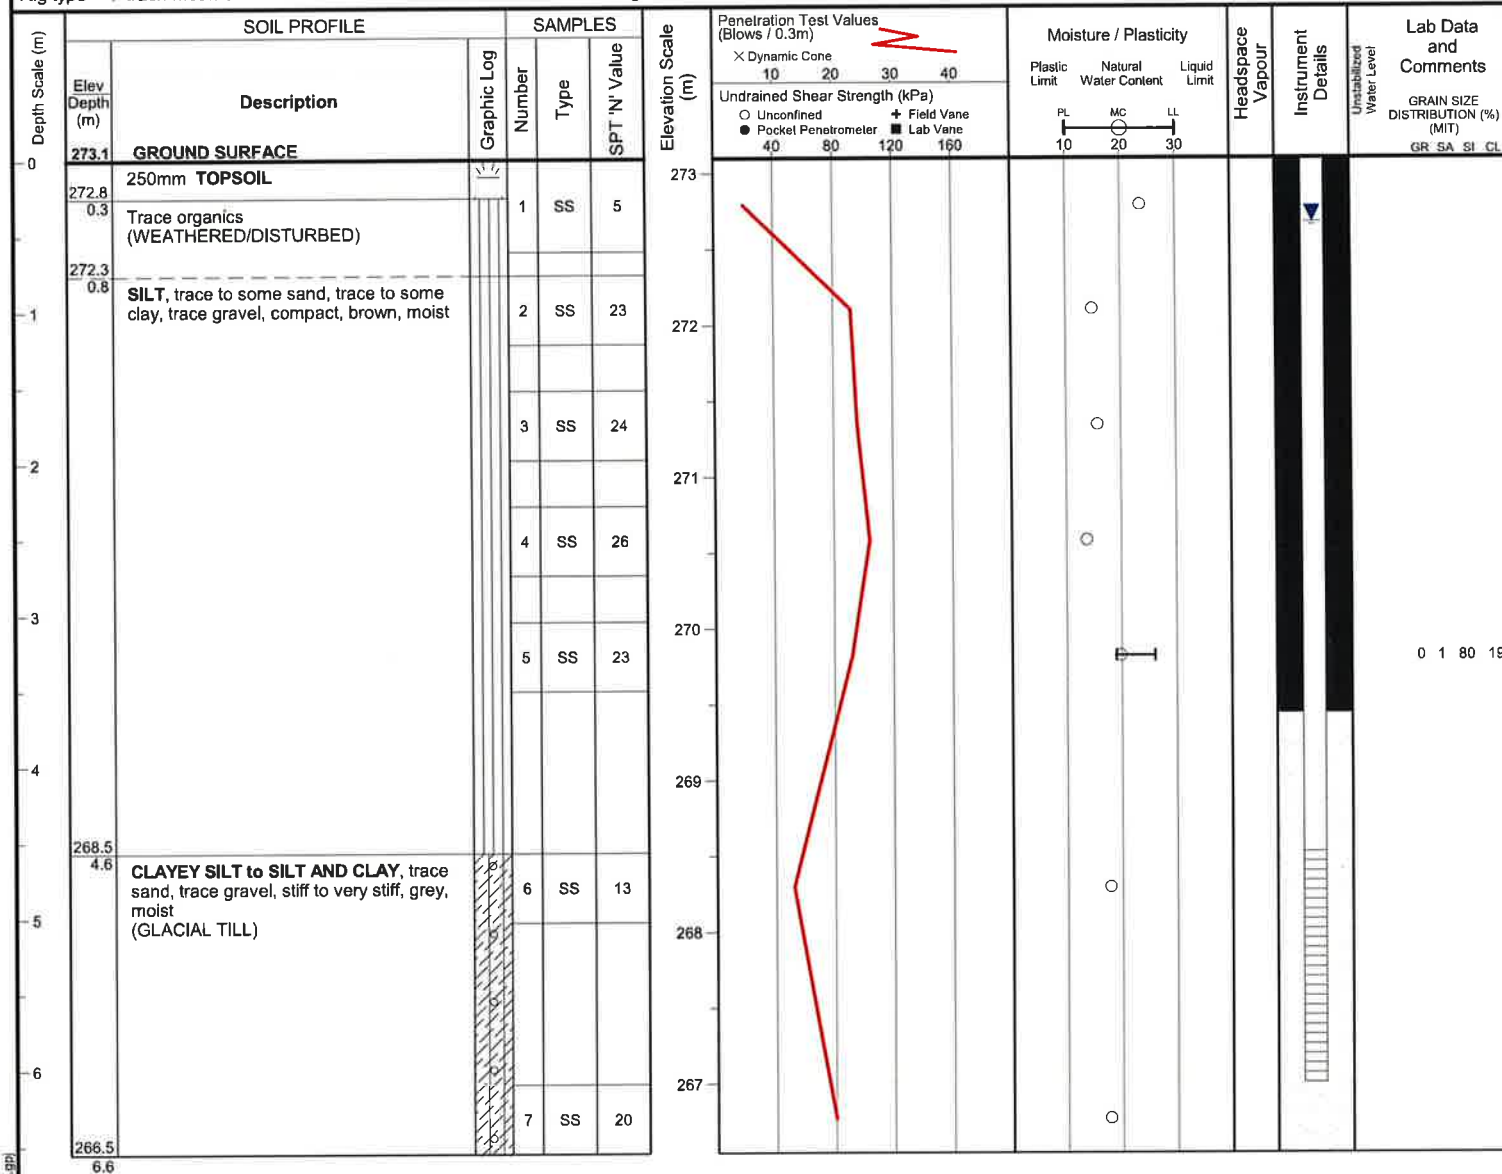 SOIL PROFILE
SAMPLES
Depth Scale (m)
Elev
Depth
(m)
Description
Graphic Log
Number
Type
SPT 'N' Value
Elevation Scale
(m)
Penetration Test Values
(Blows / 0.3m)
× Dynamic Cone
10 20 30 40
Undrained Shear Strength (kPa)
Unconfined
+ Field Vane
Pocket Penetrometer
Lab Vane
40 80 120 160
Moisture / Plasticity
Plastic
Limit
Natural
Water Content
Liquid
Limit
PL MC LL
10 20 30
Headspace
Vapour
Instrument
Details
Unstabilized
Water Level
Lab Data
and
Comments
GRAIN SIZE
DISTRIBUTION (%)
(MIT)
GR SA SI CL
273.1 GROUND SURFACE
0
250mm TOPSOIL
273
272.8
0.3
Trace organics
(WEATHERED/DISTURBED)
1 SS 5
272.3
0.8
SILT, trace to some sand, trace to some
clay, trace gravel, compact, brown, moist
1
2 SS 23
272
3 SS 24
2
271
4 SS 26
3
270
5 SS 23
0 1 80 19
4
269
268.5
4.6
CLAYEY SILT to SILT AND CLAY, trace
sand, trace gravel, stiff to very stiff, grey,
moist
(GLACIAL TILL)
6 SS 13
5
268
6
267
7 SS 20
266.5
6.6